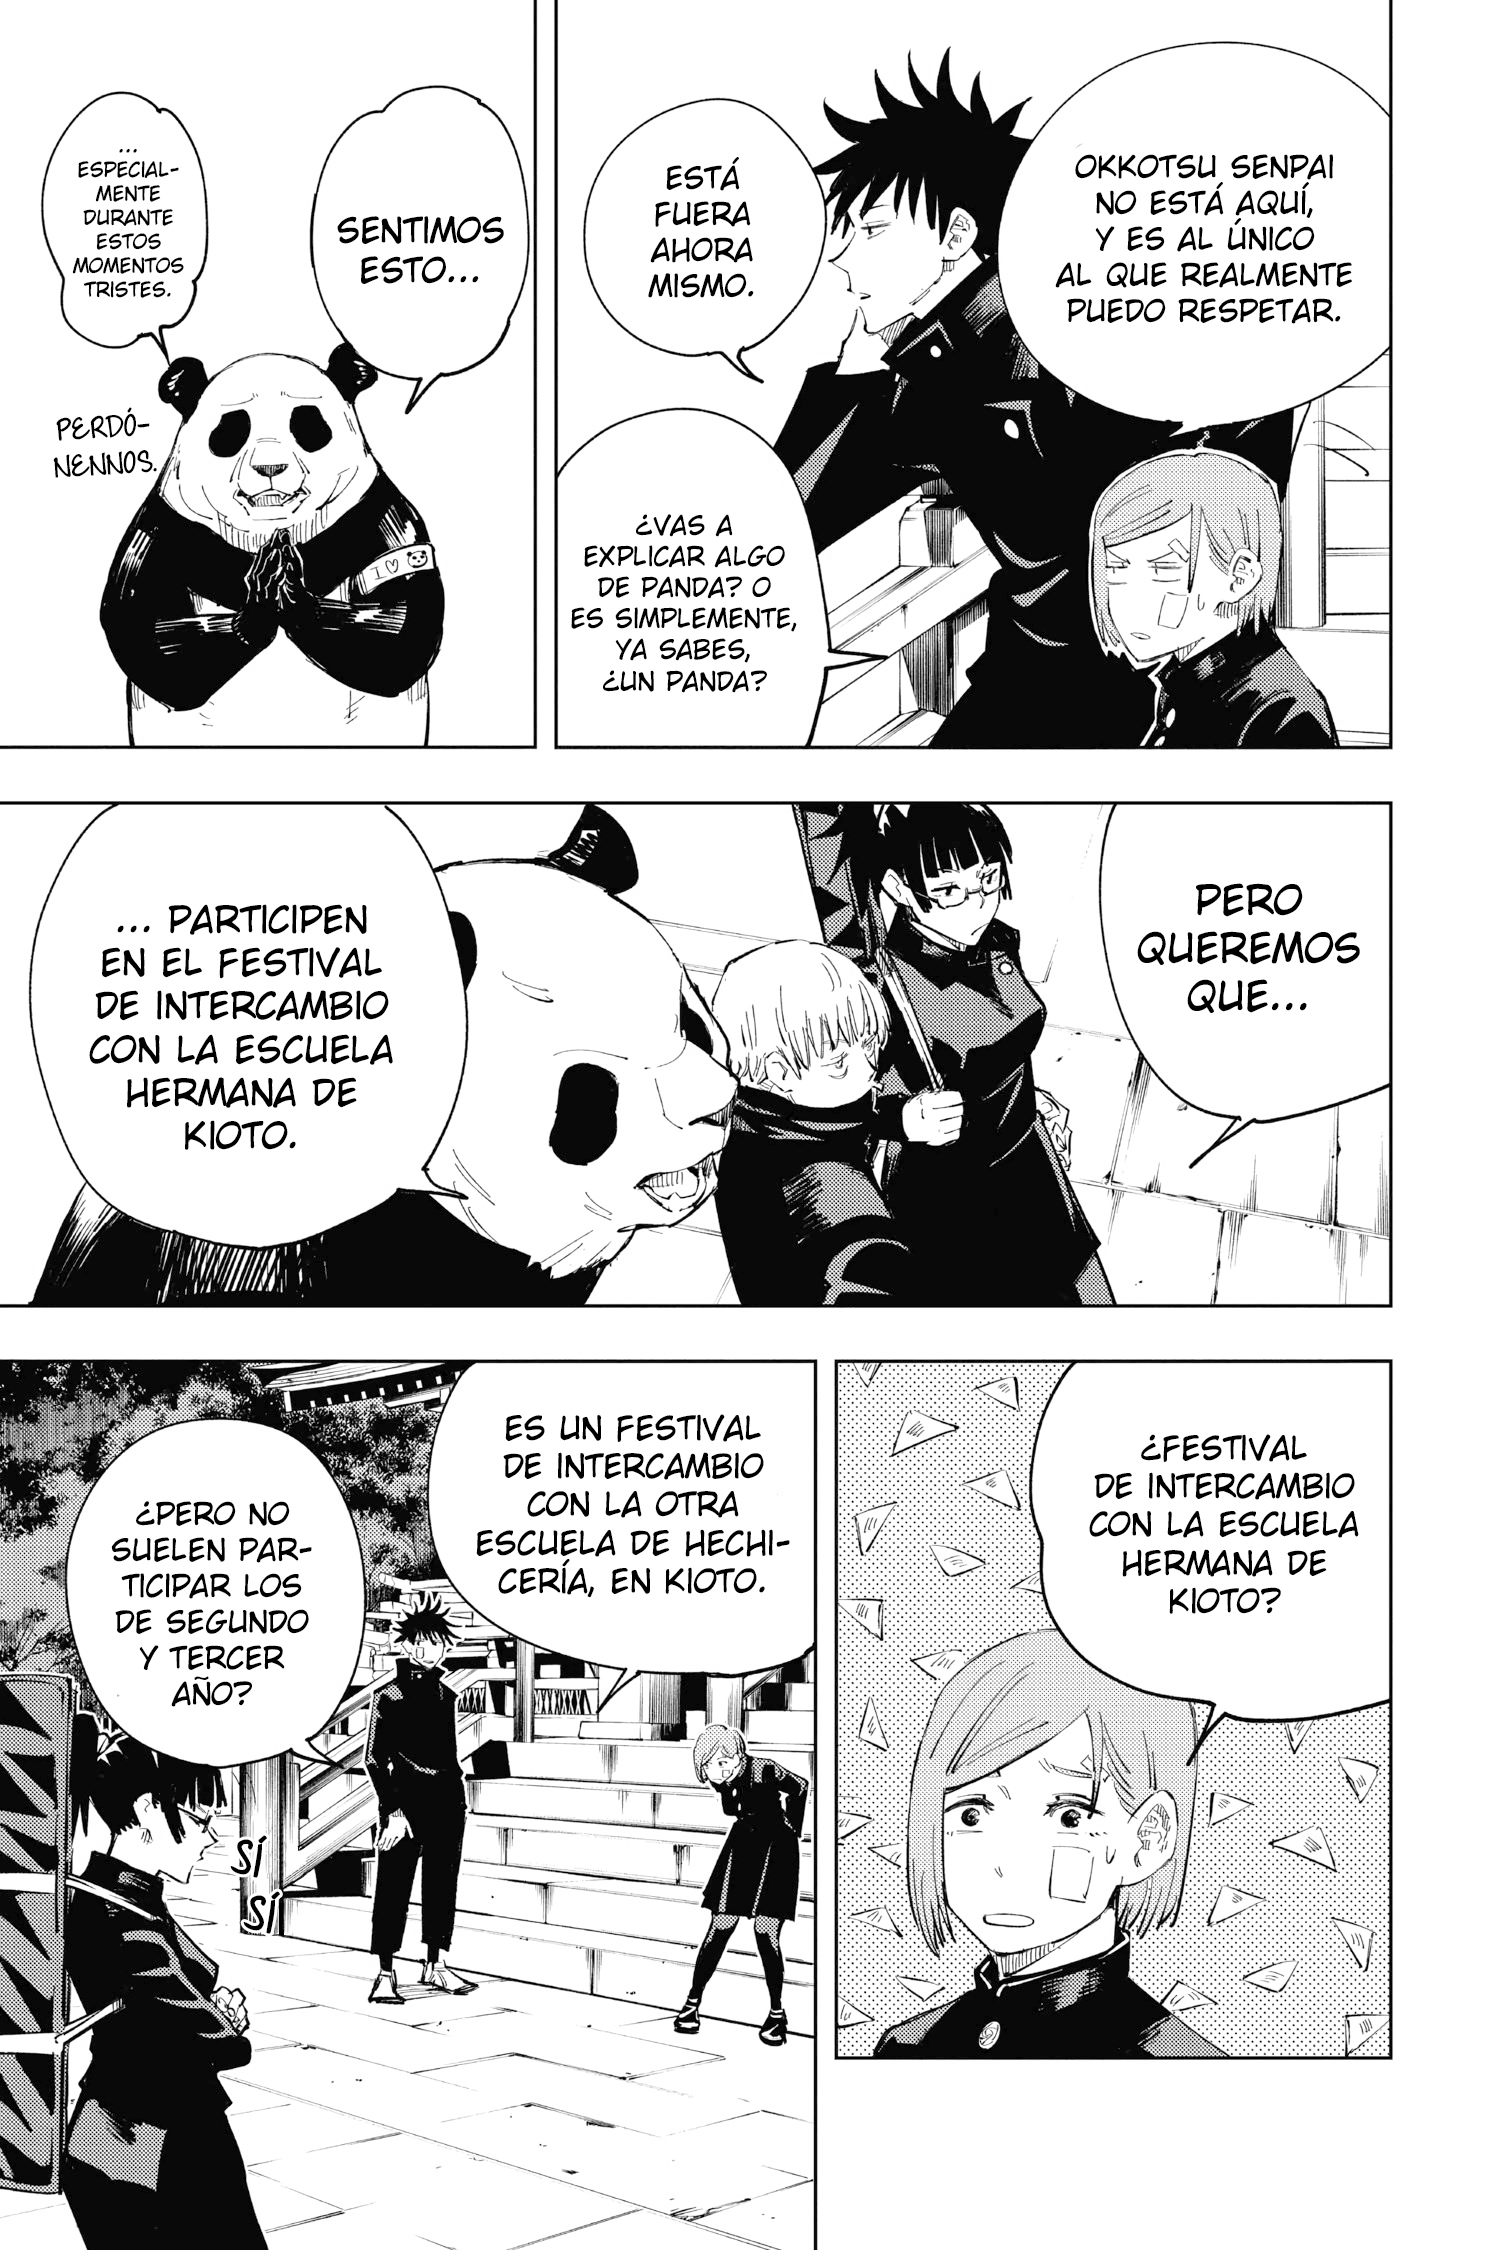 OKKOTSU SENPAI
NO ESTÁ AQUÍ,
Y ES AL ÚNICO
AL QUE REALMENTE
PUEDO RESPETAR.
ESTÁ
FUERA
AHORA
MISMO.
¿VAS A
EXPLICAR ALGO
DE PANDA? O
ES SIMPLEMENTE,
YA SABES,
¿UN PANDA?
SENTIMOS
ESTO...
...
ESPECIAL-
MENTE
DURANTE
ESTOS
MOMENTOS
TRISTES.
PERDÓ-
NENNOS.
I ♡
PERO
QUEREMOS
QUE...
... PARTICIPEN
EN EL FESTIVAL
DE INTERCAMBIO
CON LA ESCUELA
HERMANA DE
KIOTO.
¿FESTIVAL
DE INTERCAMBIO
CON LA ESCUELA
HERMANA DE
KIOTO?
ES UN FESTIVAL
DE INTERCAMBIO
CON LA OTRA
ESCUELA DE HECHI-
CERÍA, EN KIOTO.
¿PERO NO
SUELEN PAR-
TICIPAR LOS
DE SEGUNDO
Y TERCER
AÑO?
SÍ
SÍ